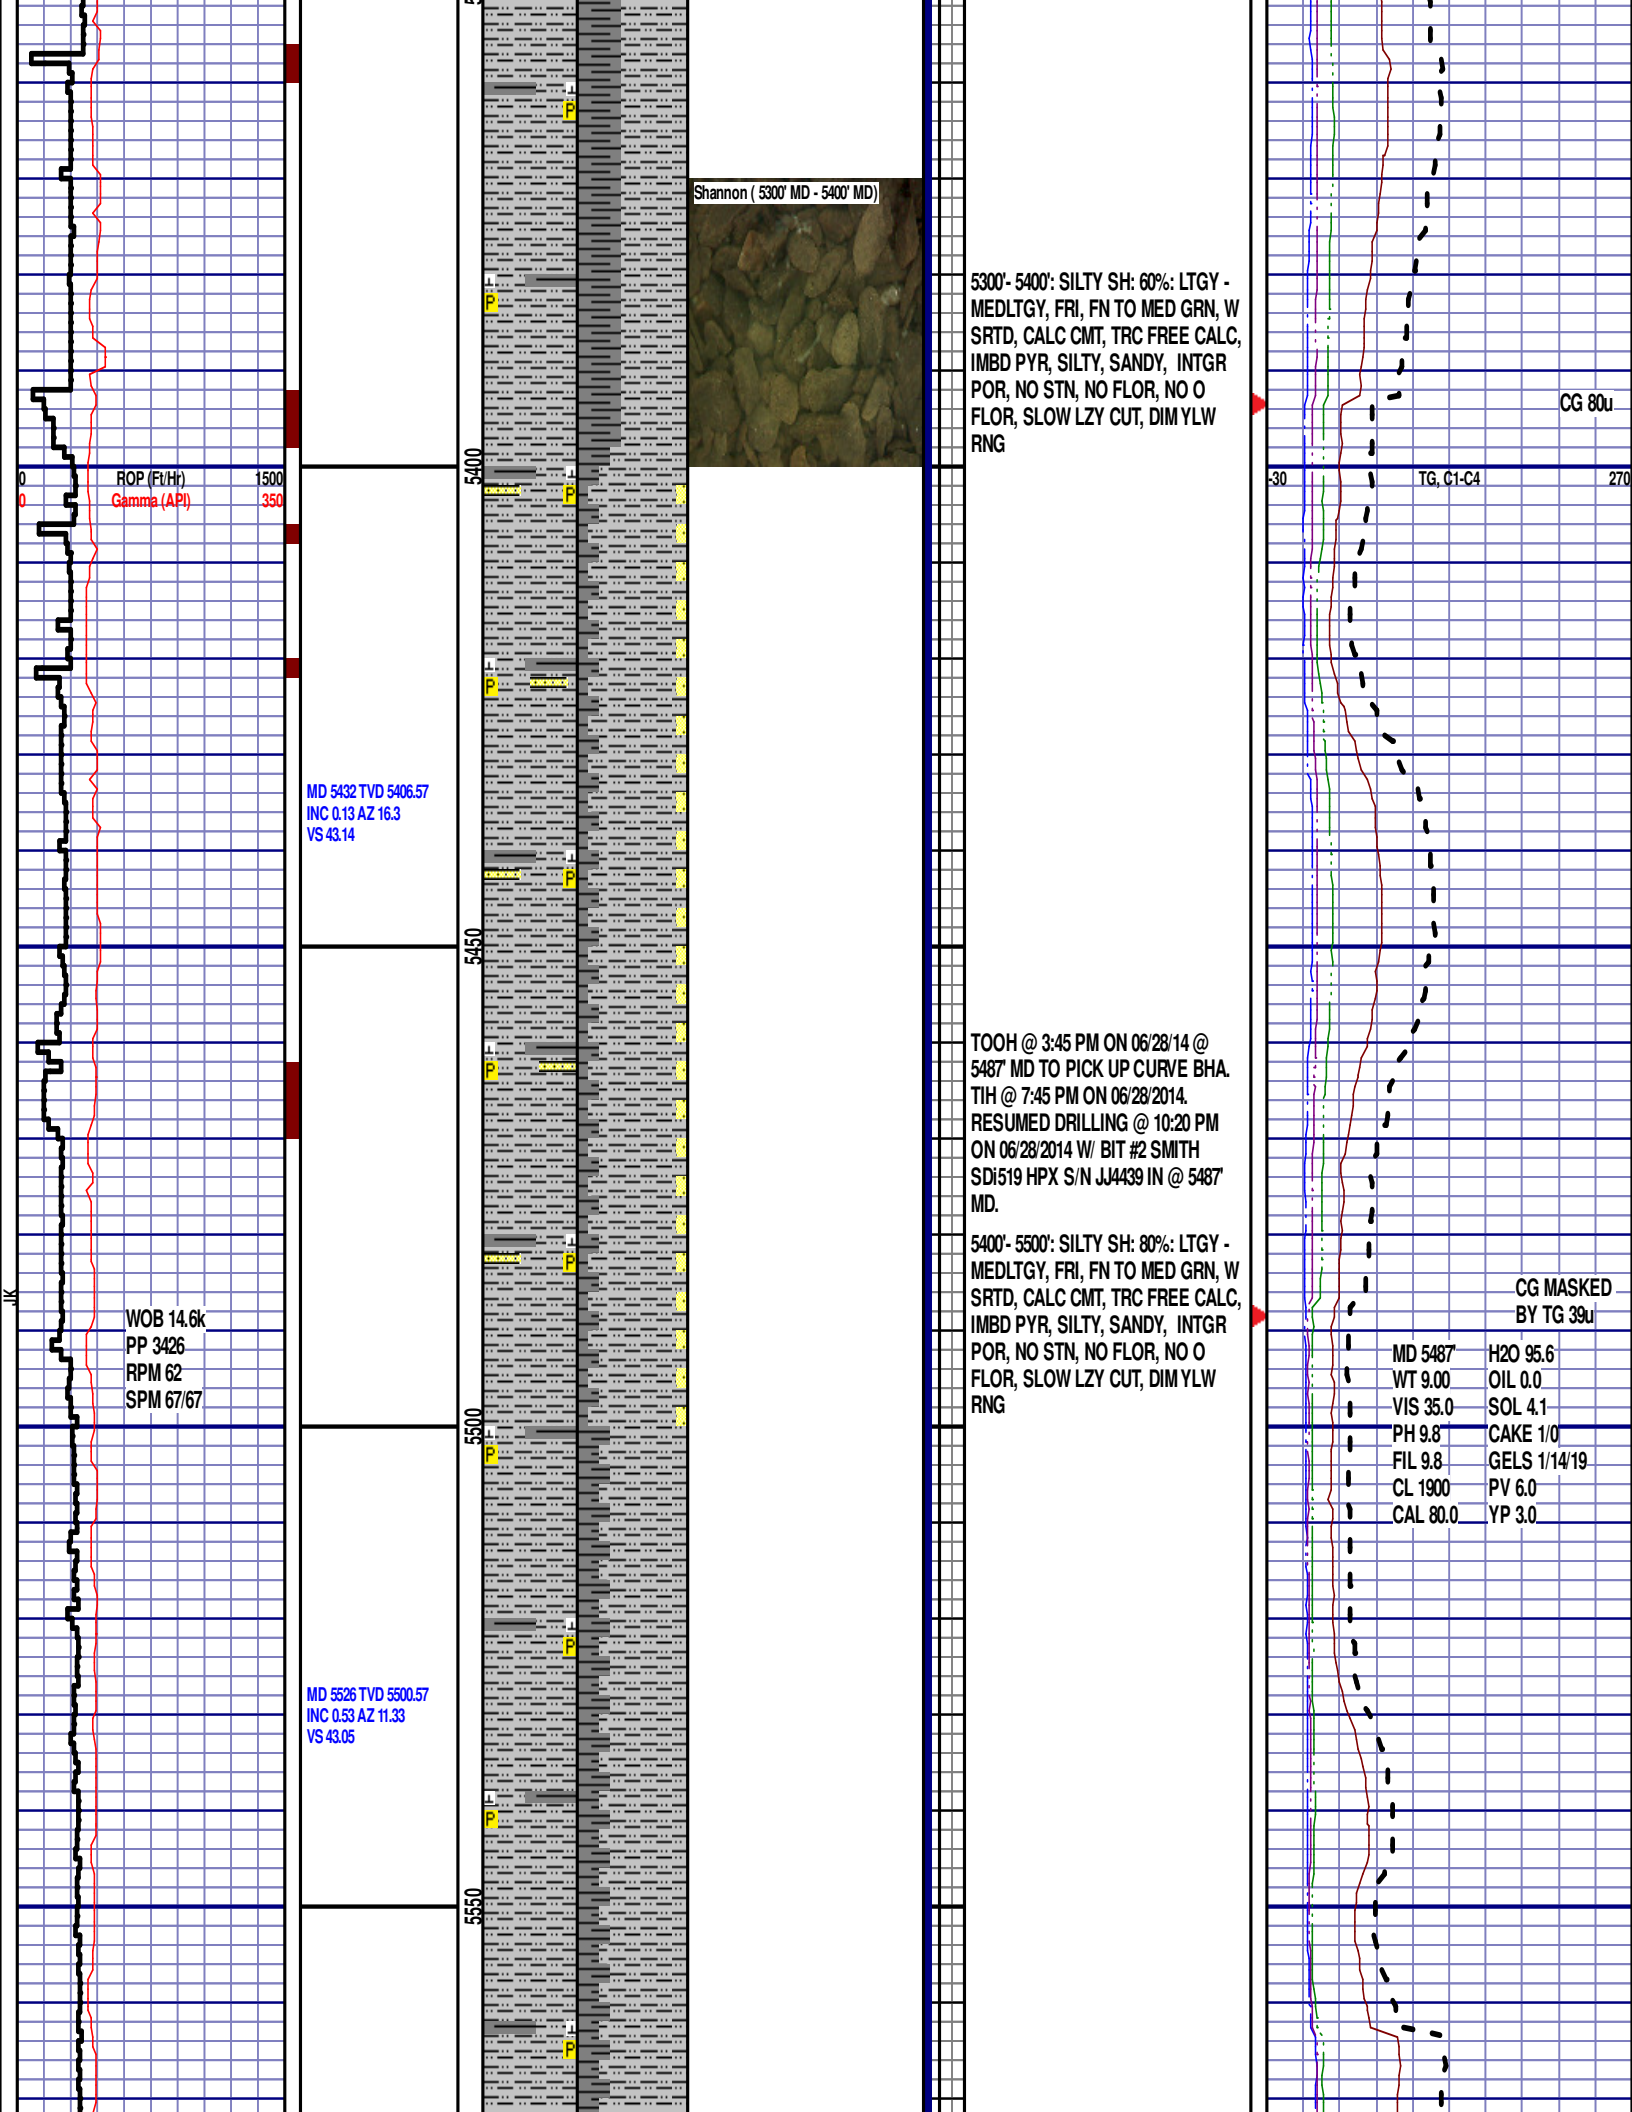 Shannon ( 5300' MD - 5400' MD)
5300'- 5400': SILTY SH: 60%: LTGY -
MEDLTGY, FRI, FN TO MED GRN, W
SRTD, CALC CMT, TRC FREE CALC,
IMBD PYR, SILTY, SANDY, INTGR
POR, NO STN, NO FLOR, NO O
FLOR, SLOW LZY CUT, DIM YLW
RNG
CG 80u
5400
0 ROP (Ft/Hr) 1500
0 Gamma (API) 350
-30 TG, C1-C4 270
MD 5432 TVD 5406.57
INC 0.13 AZ 16.3
VS 43.14
5450
TOOH @ 3:45 PM ON 06/28/14 @
5487' MD TO PICK UP CURVE BHA.
TIH @ 7:45 PM ON 06/28/2014.
RESUMED DRILLING @ 10:20 PM
ON 06/28/2014 W/ BIT #2 SMITH
SDi519 HPX S/N JJ4439 IN @ 5487'
MD.
5400'- 5500': SILTY SH: 80%: LTGY -
MEDLTGY, FRI, FN TO MED GRN, W
SRTD, CALC CMT, TRC FREE CALC,
IMBD PYR, SILTY, SANDY, INTGR
POR, NO STN, NO FLOR, NO O
FLOR, SLOW LZY CUT, DIM YLW
RNG
JK
WOB 14.6k
PP 3426
RPM 62
SPM 67/67
CG MASKED
BY TG 39u
MD 5487' H2O 95.6
WT 9.00 OIL 0.0
VIS 35.0 SOL 4.1
PH 9.8 CAKE 1/0
FIL 9.8 GELS 1/14/19
CL 1900 PV 6.0
CAL 80.0 YP 3.0
5500
MD 5526 TVD 5500.57
INC 0.53 AZ 11.33
VS 43.05
5550
P
P
P
P
P
P
P
P
P
P
P